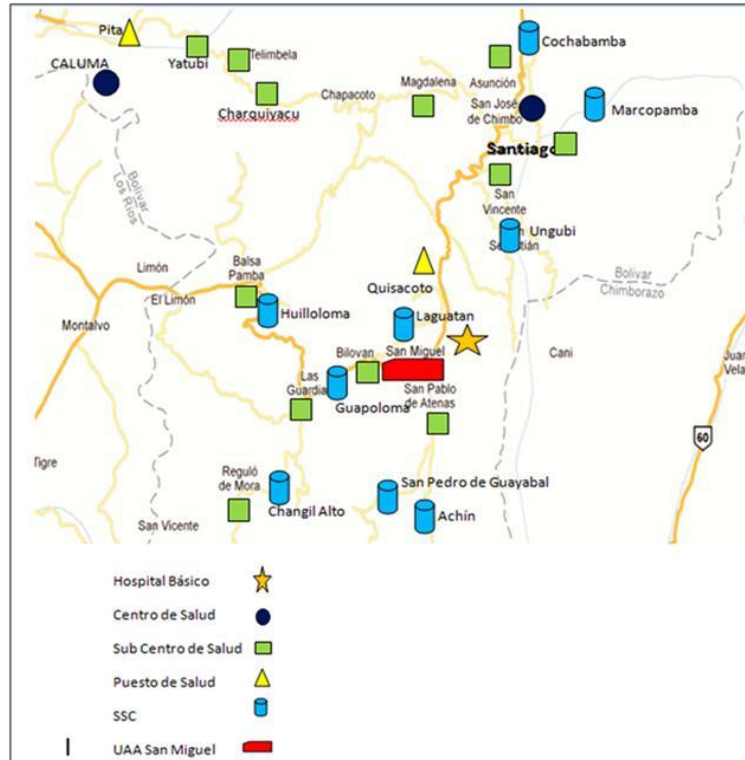 Pita
Cochabamba
CALUMA
Yatubi
Telimbela
Asunción
Magdalena
Chapacoto
Charquiyacu
San José
de Chimbo
Marcopamba
Santiago
San
Vincente
Ungubi
Sebastián
Bolivar
Los Ríos
Balsa
Pamba
Limón
El Limón
Quisacoto
Bolivar
Chimborazo
Huilloloma
Laguatan
Montalvo
Bilovan
San Miguel
Cani
Juan
Vela
Las
Guardia
San Pablo
de Atenas
Guapoloma
60
Tigre
Reguló
de Mora
San Pedro de Guayabal
San Vicente
Changil Alto
Achín
Hospital Básico
Centro de Salud
Sub Centro de Salud
Puesto de Salud
SSC
UAA San Miguel